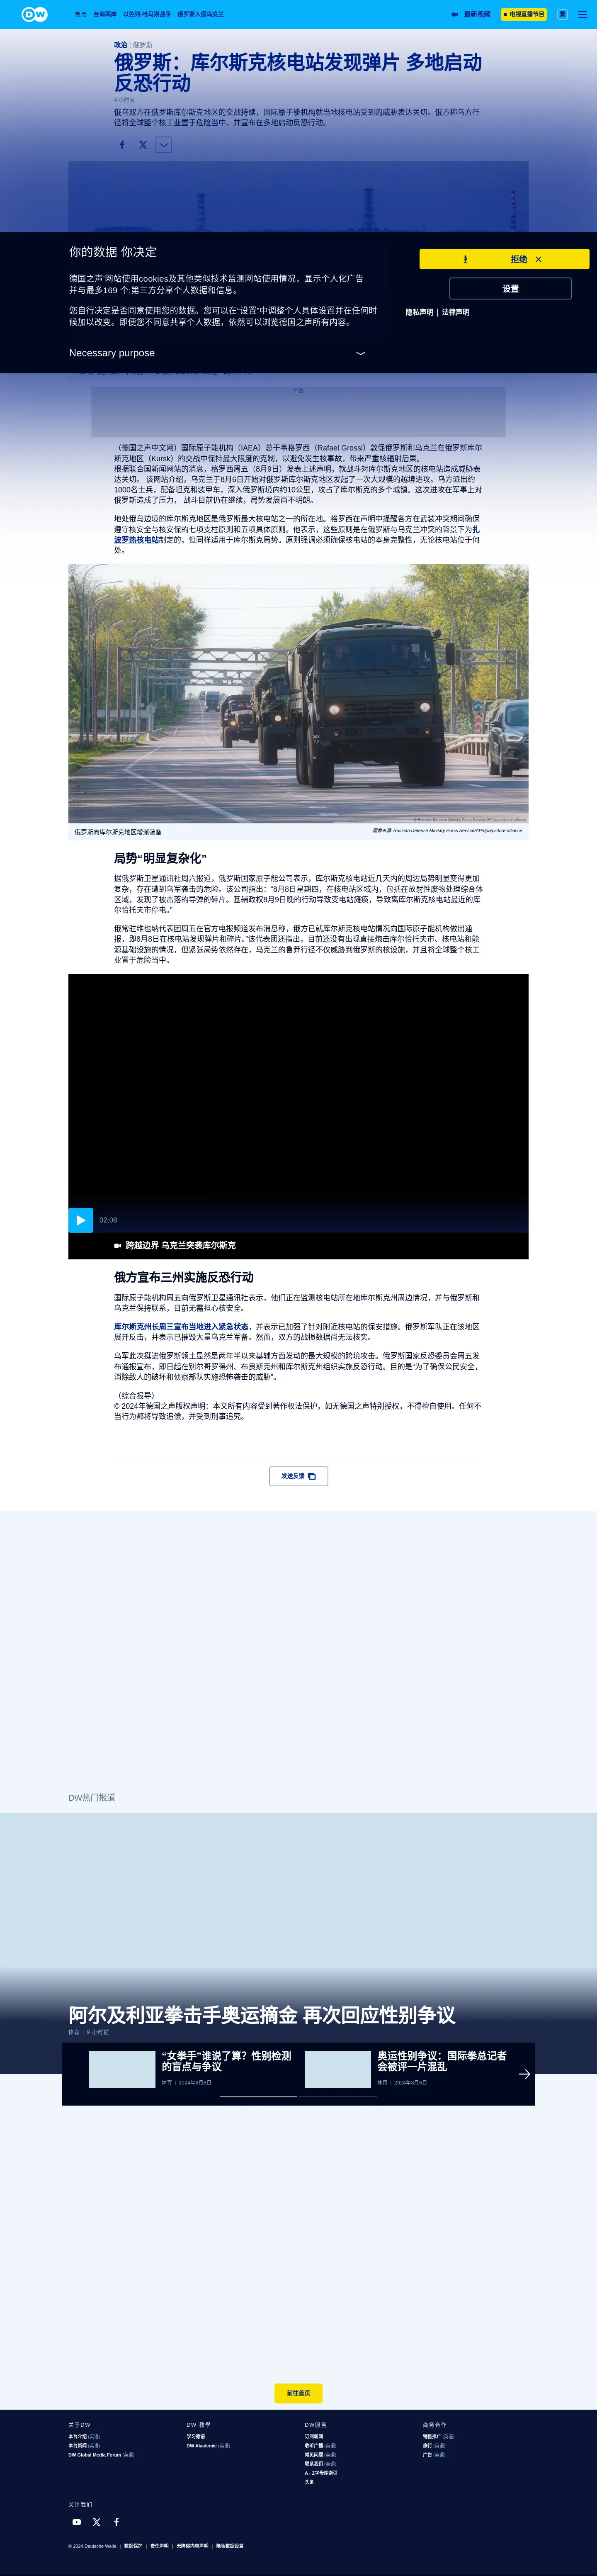 DW
焦点
台海两岸
以色列-哈马斯战争
俄罗斯入侵乌克兰
最新视频
电视直播节目
繁
政治 | 俄罗斯
俄罗斯：库尔斯克核电站发现弹片 多地启动
反恐行动
4 小时前
俄乌双方在俄罗斯库尔斯克地区的交战持续，国际原子能机构就当地核电站受到的威胁表达关切。俄方称乌方行
径将全球整个核工业置于危险当中，并宣布在多地启动反恐行动。
你的数据 你决定
德国之声'网站使用cookies及其他类似技术监测网站使用情况，显示个人化广告
并与最多169 个;第三方分享个人数据和信息。
您自行决定是否同意使用您的数据。您可以在“设置”中调整个人具体设置并在任何时
候加以改变。即便您不同意共享个人数据，依然可以浏览德国之声所有内容。
Necessary purpose
拒绝
设置
隐私声明 | 法律声明
广告
（德国之声中文网）国际原子能机构（IAEA）总干事格罗西（Rafael Grossi）敦促俄罗斯和乌克兰在俄罗斯库尔
斯克地区（Kursk）的交战中保持最大限度的克制，以避免发生核事故，带来严重核辐射后果。
根据联合国新闻网站的消息，格罗西周五（8月9日）发表上述声明，就战斗对库尔斯克地区的核电站造成威胁表
达关切。 该网站介绍，乌克兰于8月6日开始对俄罗斯库尔斯克地区发起了一次大规模的越境进攻。乌方派出约
1000名士兵，配备坦克和装甲车，深入俄罗斯境内约10公里，攻占了库尔斯克的多个城镇。这次进攻在军事上对
俄罗斯造成了压力， 战斗目前仍在继续，局势发展尚不明朗。
地处俄乌边境的库尔斯克地区是俄罗斯最大核电站之一的所在地。格罗西在声明中提醒各方在武装冲突期间确保
遵守核安全与核安保的七项支柱原则和五项具体原则。他表示，这些原则是在俄罗斯与乌克兰冲突的背景下为扎
波罗热核电站制定的，但同样适用于库尔斯克局势。原则强调必须确保核电站的本身完整性，无论核电站位于何
处。
© Russian Defense Ministry Press Service/AP/dpa/picture alliance
俄罗斯向库尔斯克地区增派装备
图像来源: Russian Defense Ministry Press Service/AP/dpa/picture alliance
局势“明显复杂化”
据俄罗斯卫星通讯社周六报道，俄罗斯国家原子能公司表示，库尔斯克核电站近几天内的周边局势明显变得更加
复杂，存在遭到乌军袭击的危险。该公司指出：“8月8日星期四，在核电站区域内，包括在放射性废物处理综合体
区域，发现了被击落的导弹的碎片。基辅政权8月9日晚的行动导致变电站瘫痪，导致离库尔斯克核电站最近的库
尔恰托夫市停电。”
俄常驻维也纳代表团周五在官方电报频道发布消息称，俄方已就库尔斯克核电站情况向国际原子能机构做出通
报，即8月8日在核电站发现弹片和碎片。”该代表团还指出，目前还没有出现直接炮击库尔恰托夫市、核电站和能
源基础设施的情况，但紧张局势依然存在，乌克兰的鲁莽行径不仅威胁到俄罗斯的核设施，并且将全球整个核工
业置于危险当中。
02:08
跨越边界 乌克兰突袭库尔斯克
俄方宣布三州实施反恐行动
国际原子能机构周五向俄罗斯卫星通讯社表示，他们正在监测核电站所在地库尔斯克州周边情况，并与俄罗斯和
乌克兰保持联系，目前无需担心核安全。
库尔斯克州长周三宣布当地进入紧急状态，并表示已加强了针对附近核电站的保安措施。俄罗斯军队正在该地区
展开反击，并表示已摧毁大量乌克兰军备。然而，双方的战损数据尚无法核实。
乌军此次挺进俄罗斯领土显然是两年半以来基辅方面发动的最大规模的跨境攻击。俄罗斯国家反恐委员会周五发
布通报宣布，即日起在别尔哥罗得州、布良斯克州和库尔斯克州组织实施反恐行动。目的是“为了确保公民安全，
消除敌人的破坏和侦察部队实施恐怖袭击的威胁”。
（综合报导）
© 2024年德国之声版权声明：本文所有内容受到著作权法保护，如无德国之声特别授权，不得擅自使用。任何不
当行为都将导致追偿，并受到刑事追究。
发送反馈
DW热门报道
阿尔及利亚拳击手奥运摘金 再次回应性别争议
体育 | 9 小时前
“女拳手”谁说了算？性别检测
的盲点与争议
体育 | 2024年8月8日
奥运性别争议：国际拳总记者
会被评一片混乱
体育 | 2024年8月6日
前往首页
关于DW
本台介绍 (英语)
本台新闻 (英语)
DW Global Media Forum (英语)
DW 教學
学习德语
DW Akademie (英语)
DW服务
订阅新闻
收听广播 (英语)
常见问题 (英语)
联系我们 (英语)
A - Z字母序索引
头条
商务合作
销售推广 (英语)
旅行 (英语)
广告 (英语)
关注我们
© 2024 Deutsche Welle | 数据保护 | 责任声明 | 无障碍内容声明 | 隐私数据设置